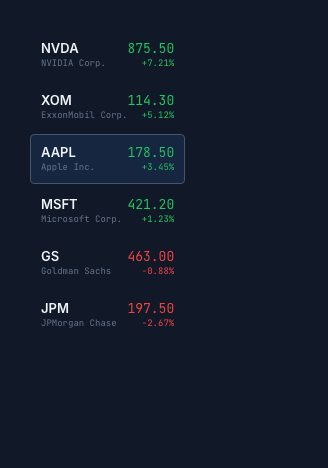 NVDA 875.50
NVIDIA Corp. +7.21%
XOM 114.30
ExxonMobil Corp. +5.12%
AAPL 178.50
Apple Inc. +3.45%
MSFT 421.20
Microsoft Corp. +1.23%
GS 463.00
Goldman Sachs -0.88%
JPM 197.50
JPMorgan Chase -2.67%